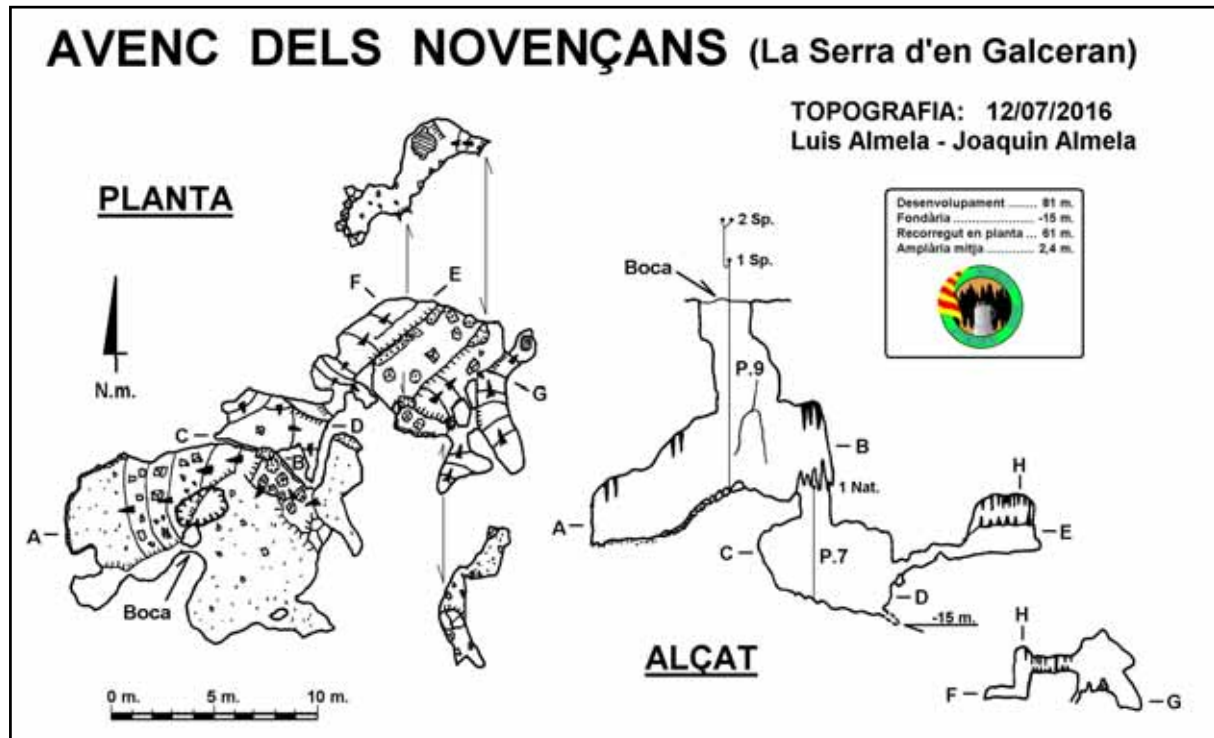 AVENC DELS NOVENÇANS (La Serra d'en Galceran)
TOPOGRAFIA: 12/07/2016
Luis Almela - Joaquin Almela
PLANTA
Desenvolupament ....... 81 m.
Fondària ...................... -15 m.
Recorregut en planta ... 61 m.
Amplària mitja ............. 2,4 m.
2 Sp.
1 Sp.
Boca
F
E
N.m.
P.9
G
C
D
B
B
1 Nat.
H
A
A
E
C
P.7
D
Boca
-15 m.
H
ALÇAT
F
G
0 m. 5 m. 10 m.